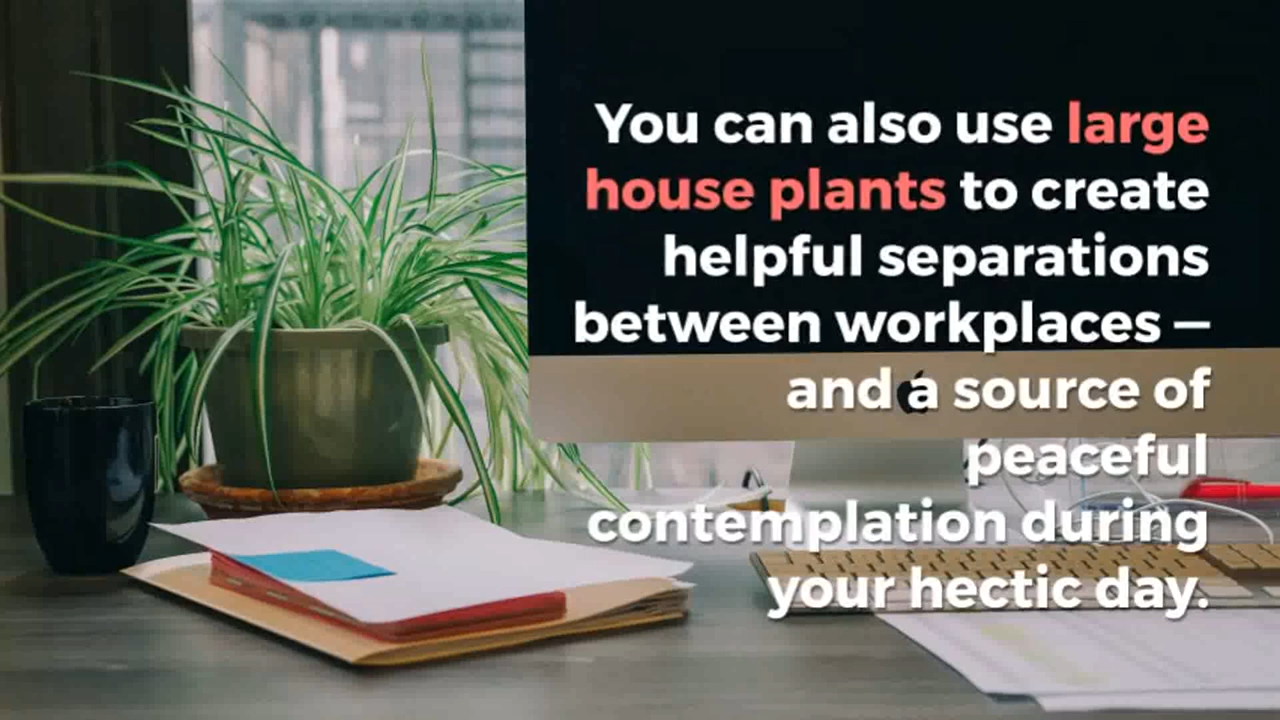 You can also use large
house plants to create
helpful separations
between workplaces –
and a source of
peaceful
contemplation during
your hectic day.